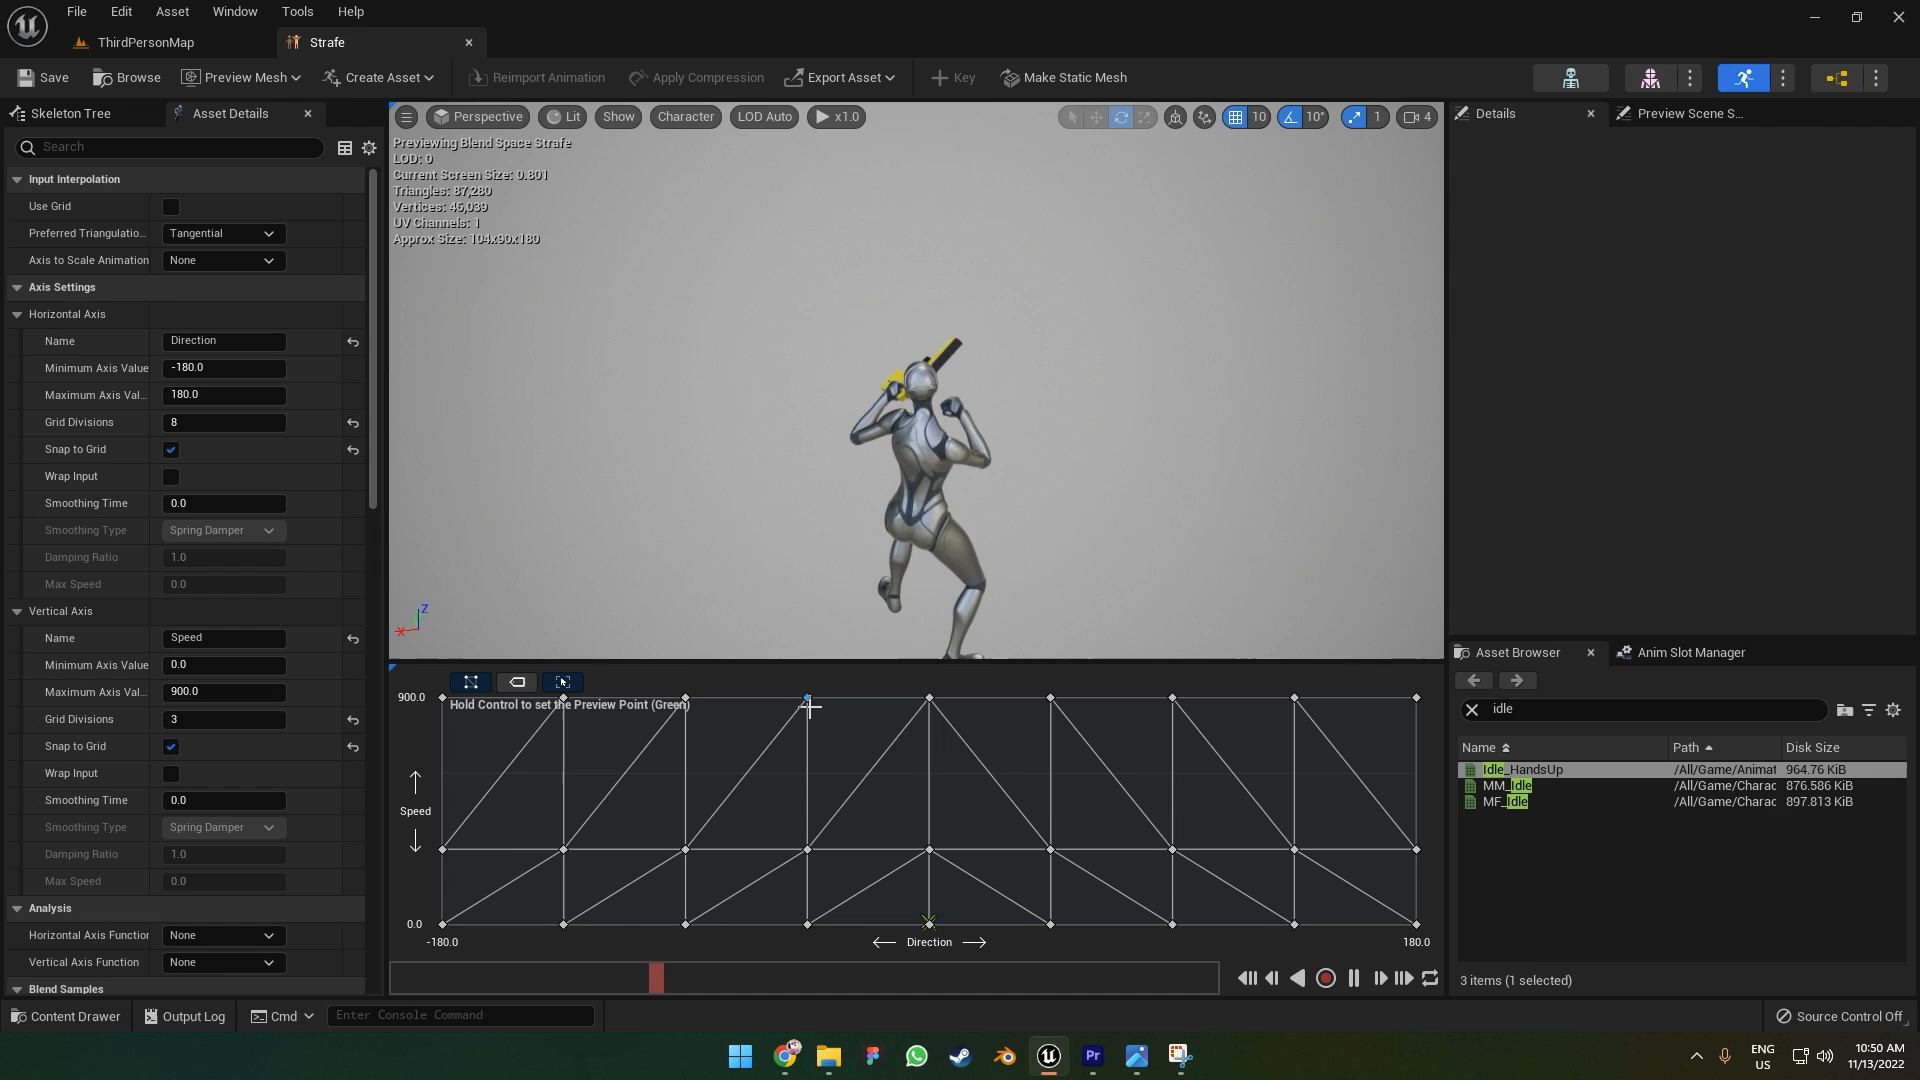 File Edit Asset Window Tools Help
ThirdPersonMap
Strafe
Save Browse Preview Mesh Create Asset Reimport Animation Apply Compression Export Asset Key Make Static Mesh
Skeleton Tree
Asset Details
Search
Input Interpolation
Use Grid
Preferred Triangulatio... Tangential
Axis to Scale Animation None
Axis Settings
Horizontal Axis
Name Direction
Minimum Axis Value -180.0
Maximum Axis Val... 180.0
Grid Divisions 8
Snap to Grid
Wrap Input
Smoothing Time 0.0
Smoothing Type Spring Damper
Damping Ratio 1.0
Max Speed 0.0
Vertical Axis
Name Speed
Minimum Axis Value 0.0
Maximum Axis Val... 900.0
Grid Divisions 3
Snap to Grid
Wrap Input
Smoothing Time 0.0
Smoothing Type Spring Damper
Damping Ratio 1.0
Max Speed 0.0
Analysis
Horizontal Axis Function None
Vertical Axis Function None
Blend Samples
Perspective Lit Show Character LOD Auto x1.0 10 10° 1 4
Previewing Blend Space Strafe
LOD: 0
Current Screen Size: 0.801
Triangles: 87,280
Vertices: 46,039
UV Channels: 1
Approx Size: 104x90x180
Z
X
900.0
Hold Control to set the Preview Point (Green)
Speed
0.0
-180.0 Direction 180.0
Details
Preview Scene S...
Asset Browser
Anim Slot Manager
idle
Name Path Disk Size
Idle_HandsUp /All/Game/Animat 964.76 KiB
MM_Idle /All/Game/Charac 876.586 KiB
MF_Idle /All/Game/Charac 897.813 KiB
3 items (1 selected)
Content Drawer Output Log Cmd Enter Console Command Source Control Off
Pr
ENG
US
10:50 AM
11/13/2022